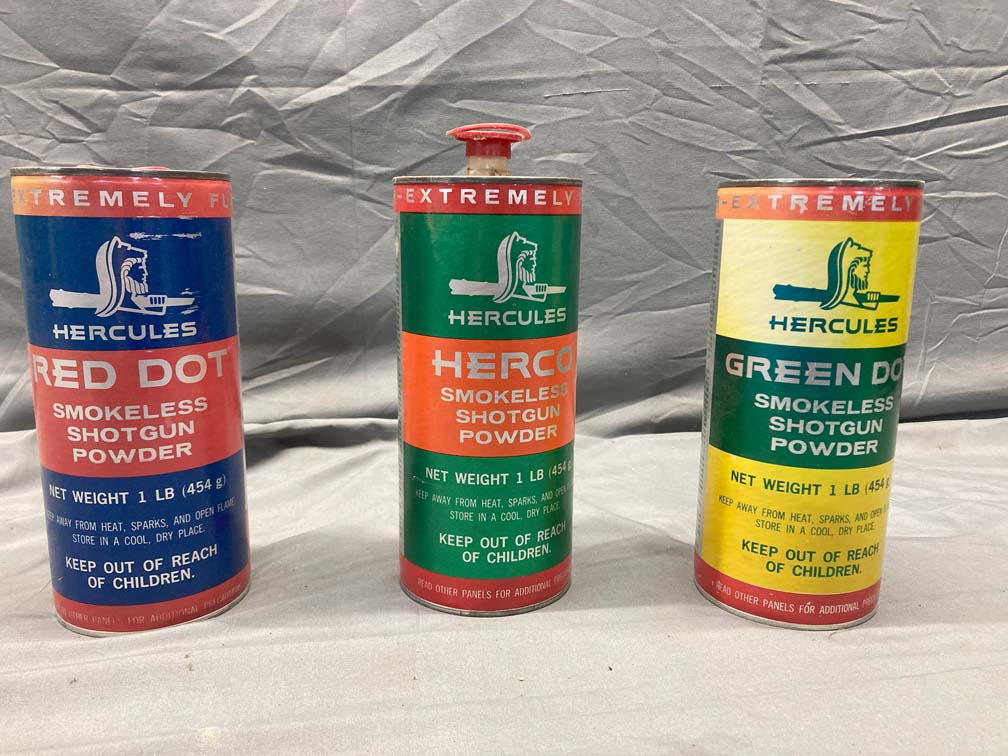 EXTREMELY FL
HERCULES
RED DOT
SMOKELESS
SHOTGUN
POWDER
NET WEIGHT 1 LB (454 g)
KEEP AWAY FROM HEAT, SPARKS, AND OPEN FLAME.
STORE IN A COOL, DRY PLACE.
KEEP OUT OF REACH
OF CHILDREN.
READ OTHER PANELS FOR ADDITIONAL
-EXTREMELY
HERCULES
HERCO
SMOKELESS
SHOTGUN
POWDER
NET WEIGHT 1 LB (454 g
KEEP AWAY FROM HEAT, SPARKS, AND OPEN
STORE IN A COOL, DRY PLACE.
KEEP OUT OF REACH
OF CHILDREN.
READ OTHER PANELS FOR ADDITIONAL
-EXTREMELY
HERCULES
GREEN DO
SMOKELESS
SHOTGUN
POWDER
NET WEIGHT 1 LB (454 g
KEEP AWAY FROM HEAT, SPARKS, AND OPEN
STORE IN A COOL, DRY PLACE.
KEEP OUT OF REACH
OF CHILDREN.
READ OTHER PANELS FOR ADDITIONAL